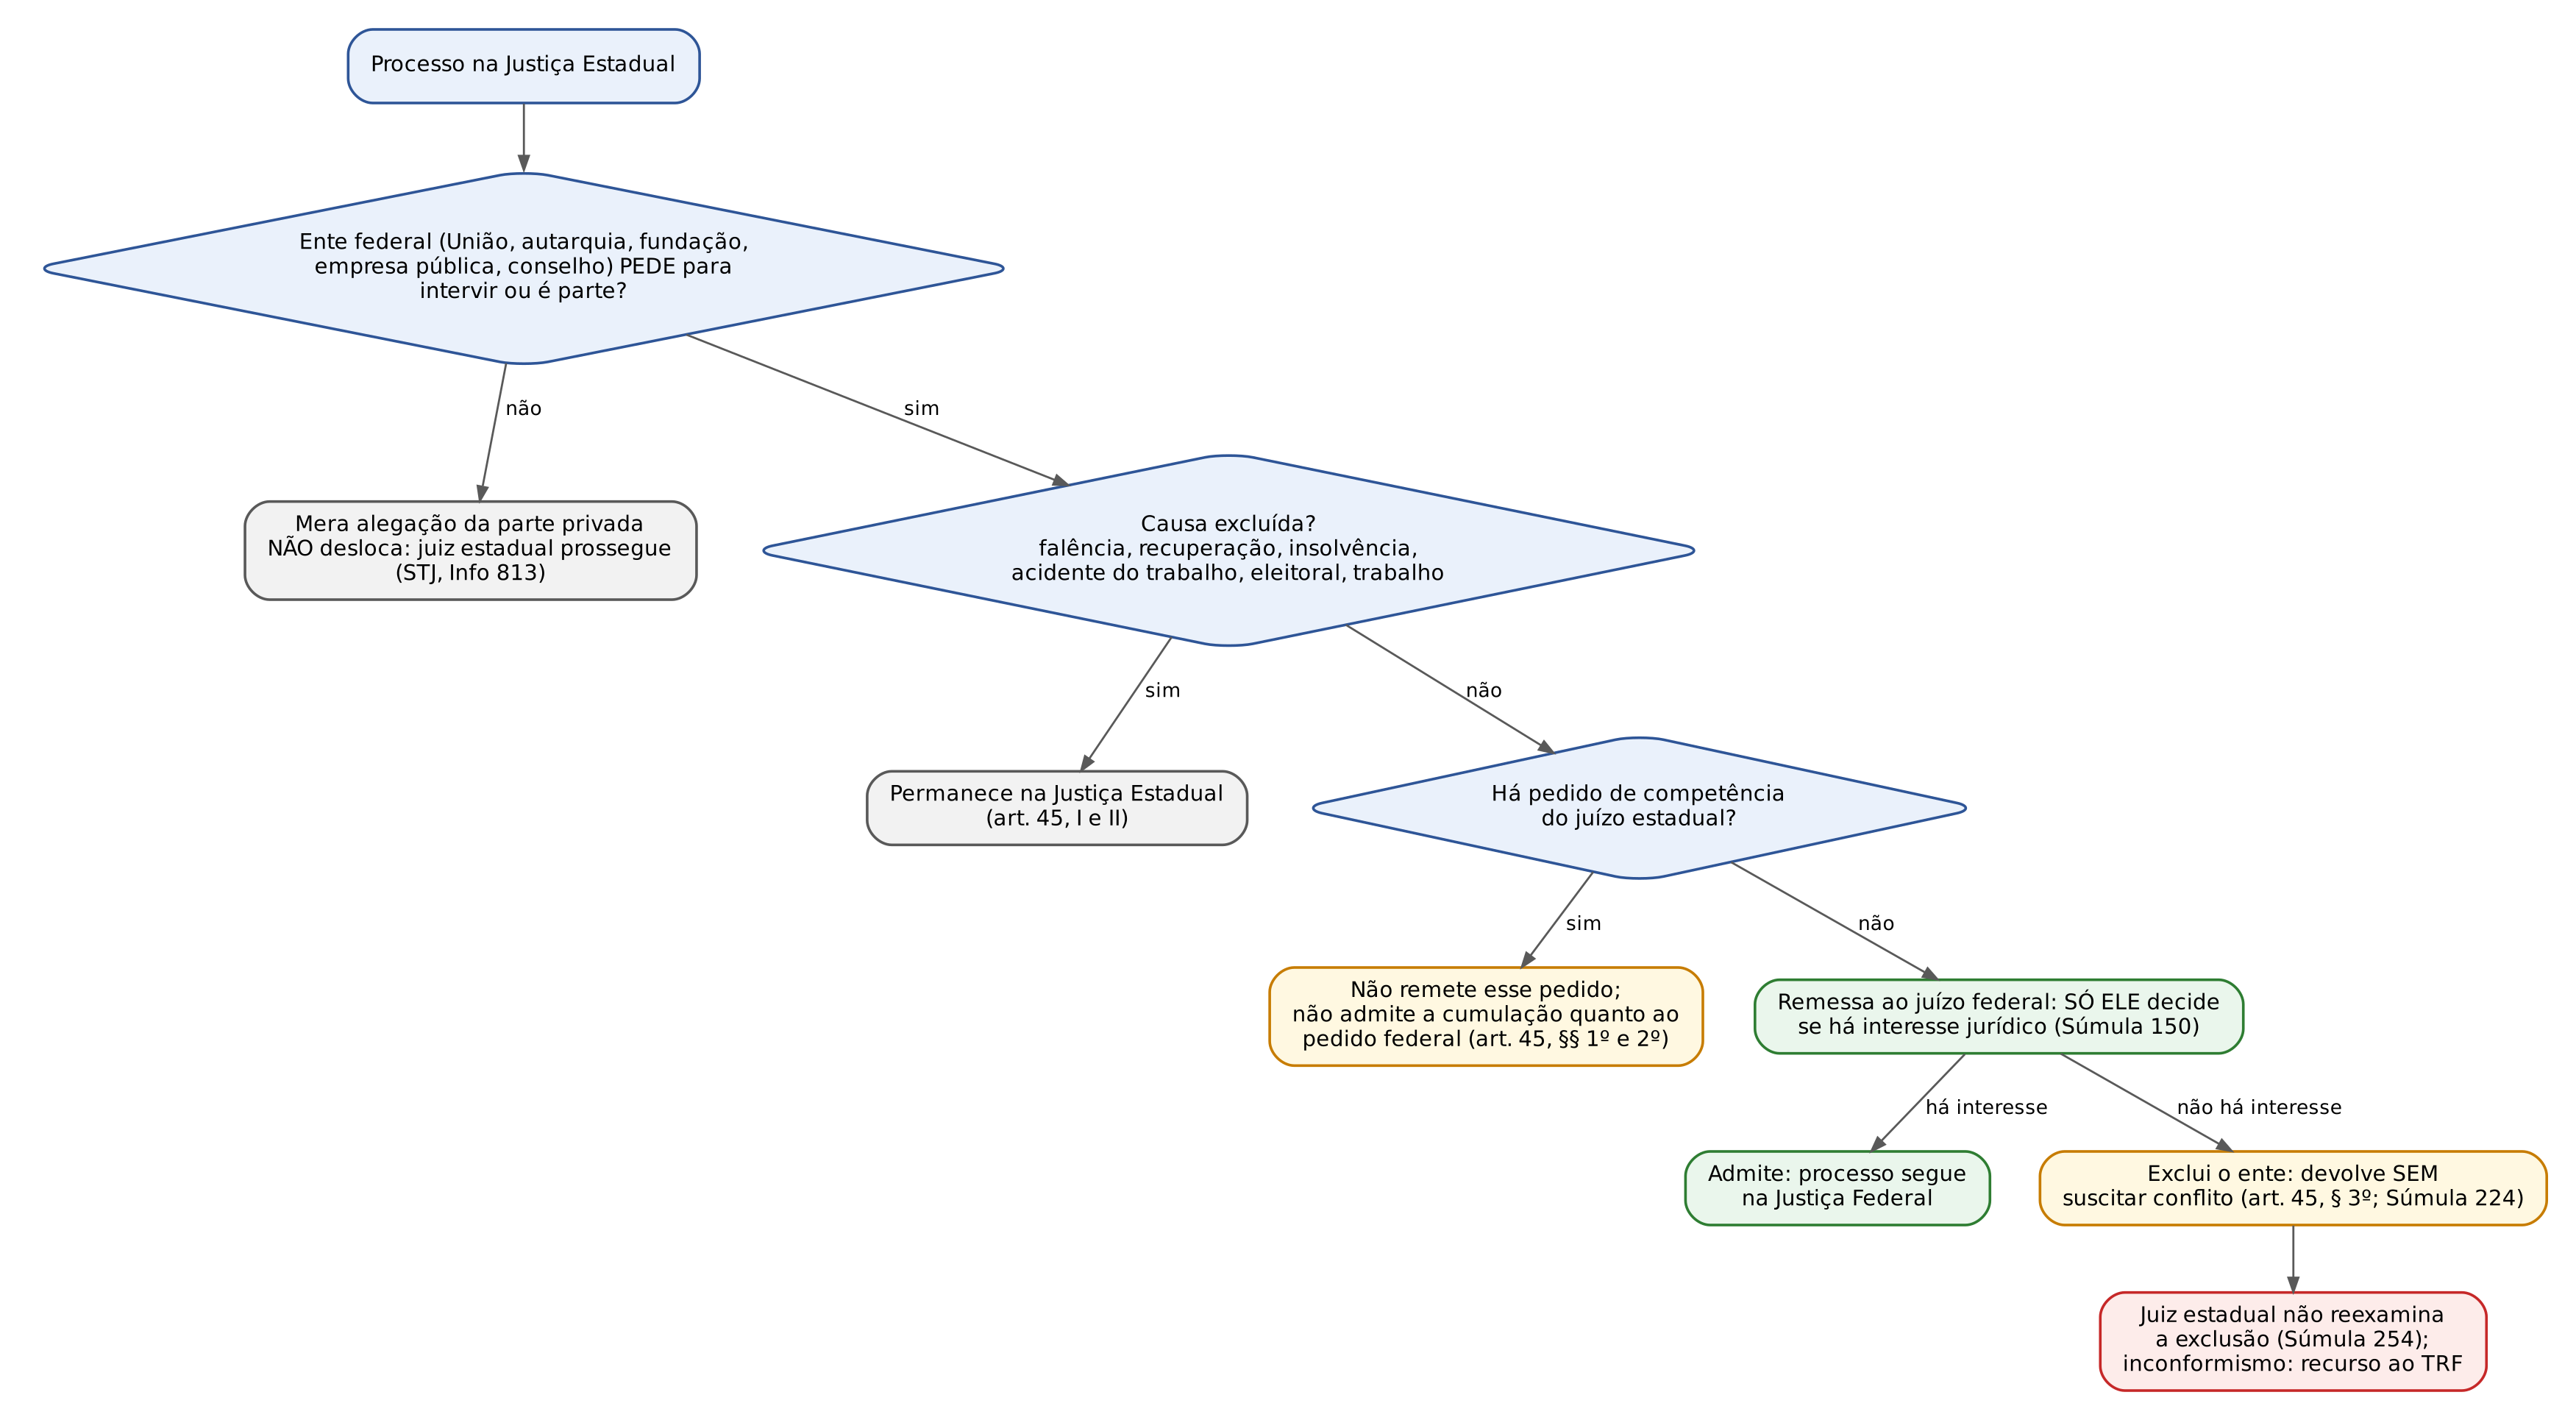 Processo na Justiça Estadual
Ente federal (União, autarquia, fundação,
empresa pública, conselho) PEDE para
intervir ou é parte?
não
sim
Mera alegação da parte privada
NÃO desloca: juiz estadual prossegue
(STJ, Info 813)
Causa excluída?
falência, recuperação, insolvência,
acidente do trabalho, eleitoral, trabalho
sim
não
Permanece na Justiça Estadual
(art. 45, I e II)
Há pedido de competência
do juízo estadual?
sim
não
Não remete esse pedido;
não admite a cumulação quanto ao
pedido federal (art. 45, §§ 1º e 2º)
Remessa ao juízo federal: SÓ ELE decide
se há interesse jurídico (Súmula 150)
há interesse
não há interesse
Admite: processo segue
na Justiça Federal
Exclui o ente: devolve SEM
suscitar conflito (art. 45, § 3º; Súmula 224)
Juiz estadual não reexamina
a exclusão (Súmula 254);
inconformismo: recurso ao TRF